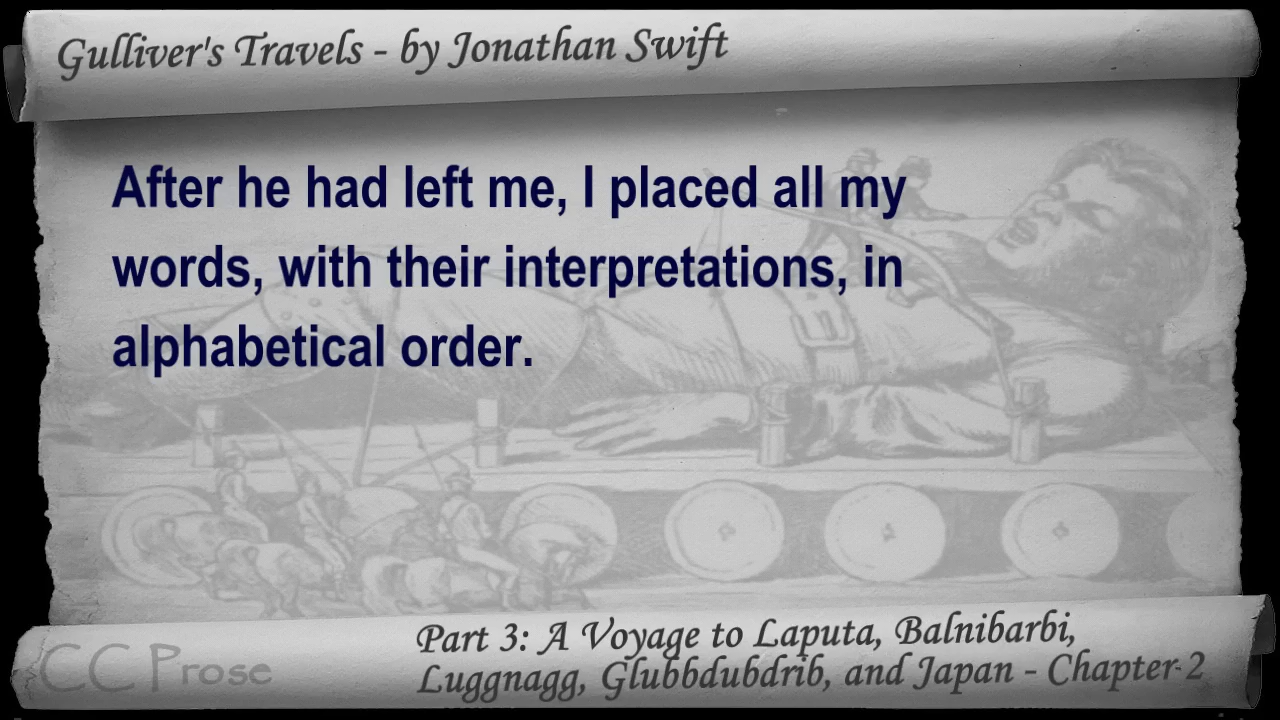 Gulliver's Travels - by Jonathan Swift
After he had left me, I placed all my
words, with their interpretations, in
alphabetical order.
Part 3: A Voyage to Laputa, Balnibarbi,
Luggnagg, Glubbdubdrib, and Japan - Chapter 2
CC Prose